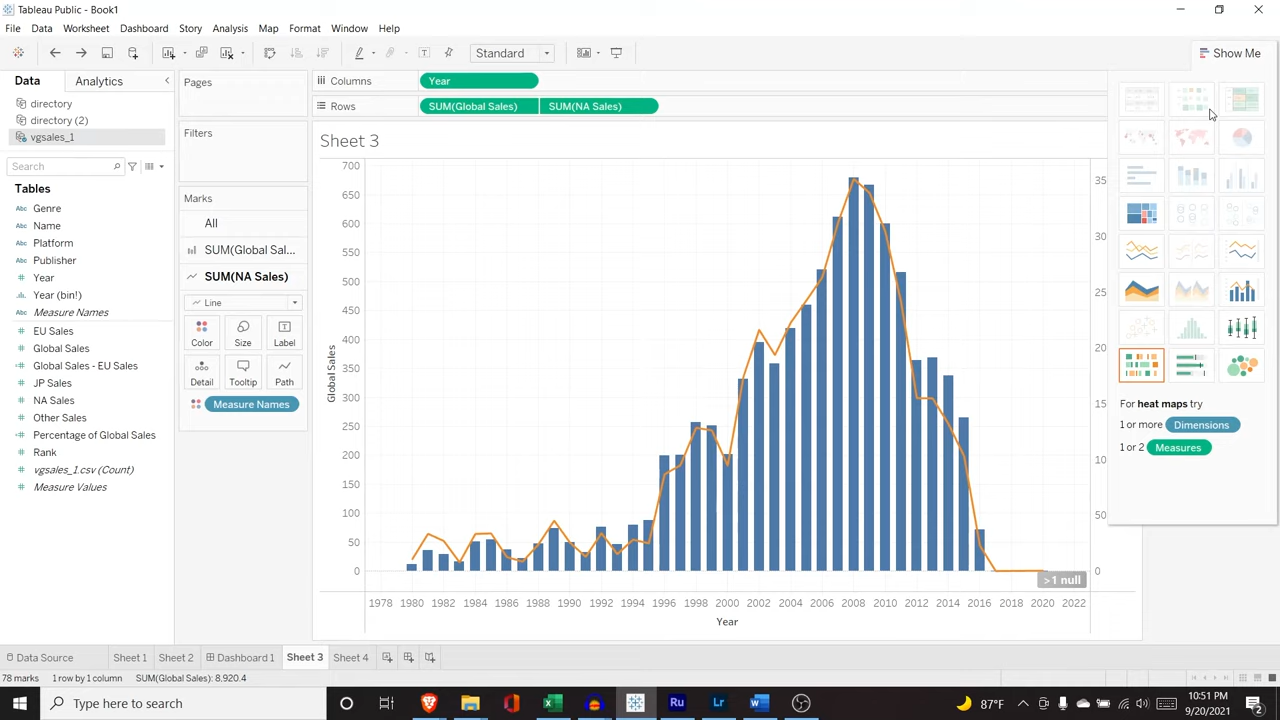 Tableau Public - Book1
File Data Worksheet Dashboard Story Analysis Map Format Window Help
Standard
Show Me
Data Analytics
directory
directory (2)
vgsales_1
Search
Tables
Abc Genre
Abc Name
Abc Platform
Abc Publisher
Year
Year (bin!)
Abc Measure Names
EU Sales
Global Sales
Global Sales - EU Sales
JP Sales
NA Sales
Other Sales
Percentage of Global Sales
Rank
vgsales_1.csv (Count)
Measure Values
Pages
Filters
Marks
All
SUM(Global Sal...
SUM(NA Sales)
Line
Color Size Label
Detail Tooltip Path
Measure Names
Columns Year
Rows SUM(Global Sales) SUM(NA Sales)
Sheet 3
Global Sales
700
650
600
550
500
450
400
350
300
250
200
150
100
50
0
35
30
25
20
15
10
50
0
>1 null
1978 1980 1982 1984 1986 1988 1990 1992 1994 1996 1998 2000 2002 2004 2006 2008 2010 2012 2014 2016 2018 2020 2022
Year
For heat maps try
1 or more Dimensions
1 or 2 Measures
Data Source Sheet 1 Sheet 2 Dashboard 1 Sheet 3 Sheet 4
78 marks 1 row by 1 column SUM(Global Sales): 8,920.4
Type here to search
Ru Lr
87°F
10:51 PM
9/20/2021
2